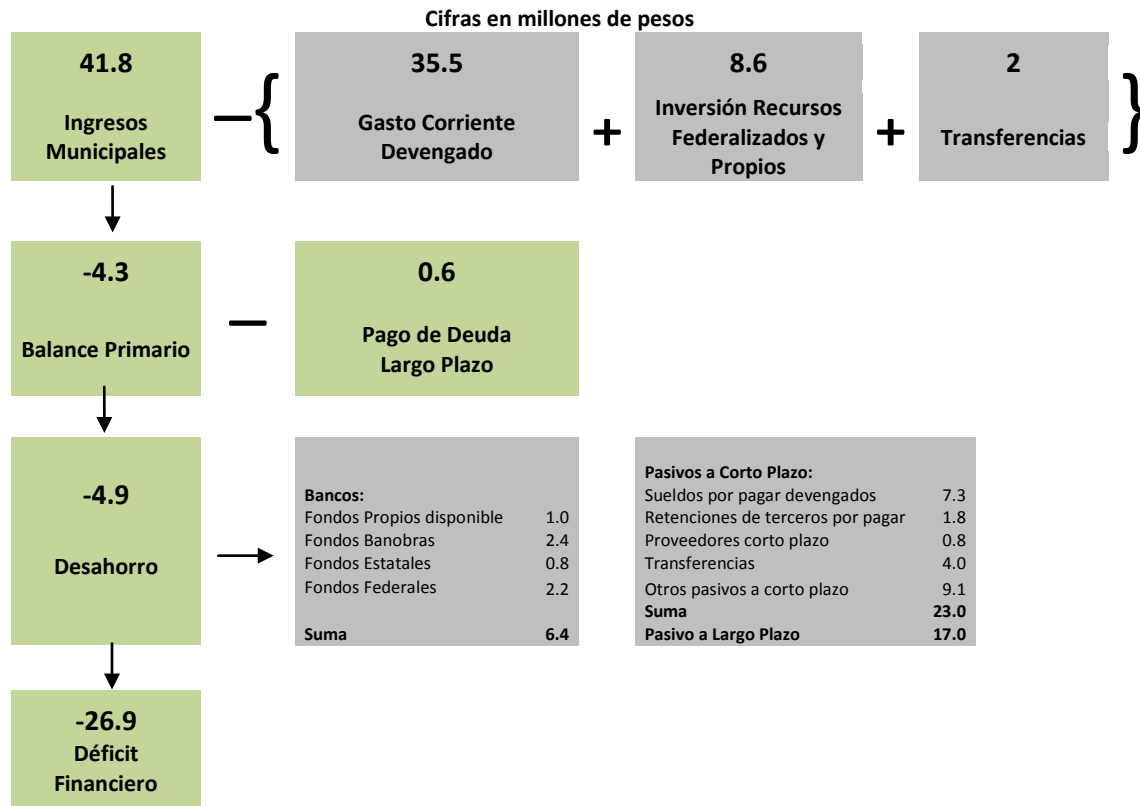 Cifras en millones de pesos
41.8
Ingresos
Municipales
— {
35.5
Gasto Corriente
Devengado
+
8.6
Inversión Recursos
Federalizados y
Propios
+
2
Transferencias
}
-4.3
Balance Primario
—
0.6
Pago de Deuda
Largo Plazo
-4.9
Desahorro
Bancos:
Fondos Propios disponible 1.0
Fondos Banobras 2.4
Fondos Estatales 0.8
Fondos Federales 2.2
Suma 6.4
Pasivos a Corto Plazo:
Sueldos por pagar devengados 7.3
Retenciones de terceros por pagar 1.8
Proveedores corto plazo 0.8
Transferencias 4.0
Otros pasivos a corto plazo 9.1
Suma 23.0
Pasivo a Largo Plazo 17.0
-26.9
Déficit
Financiero